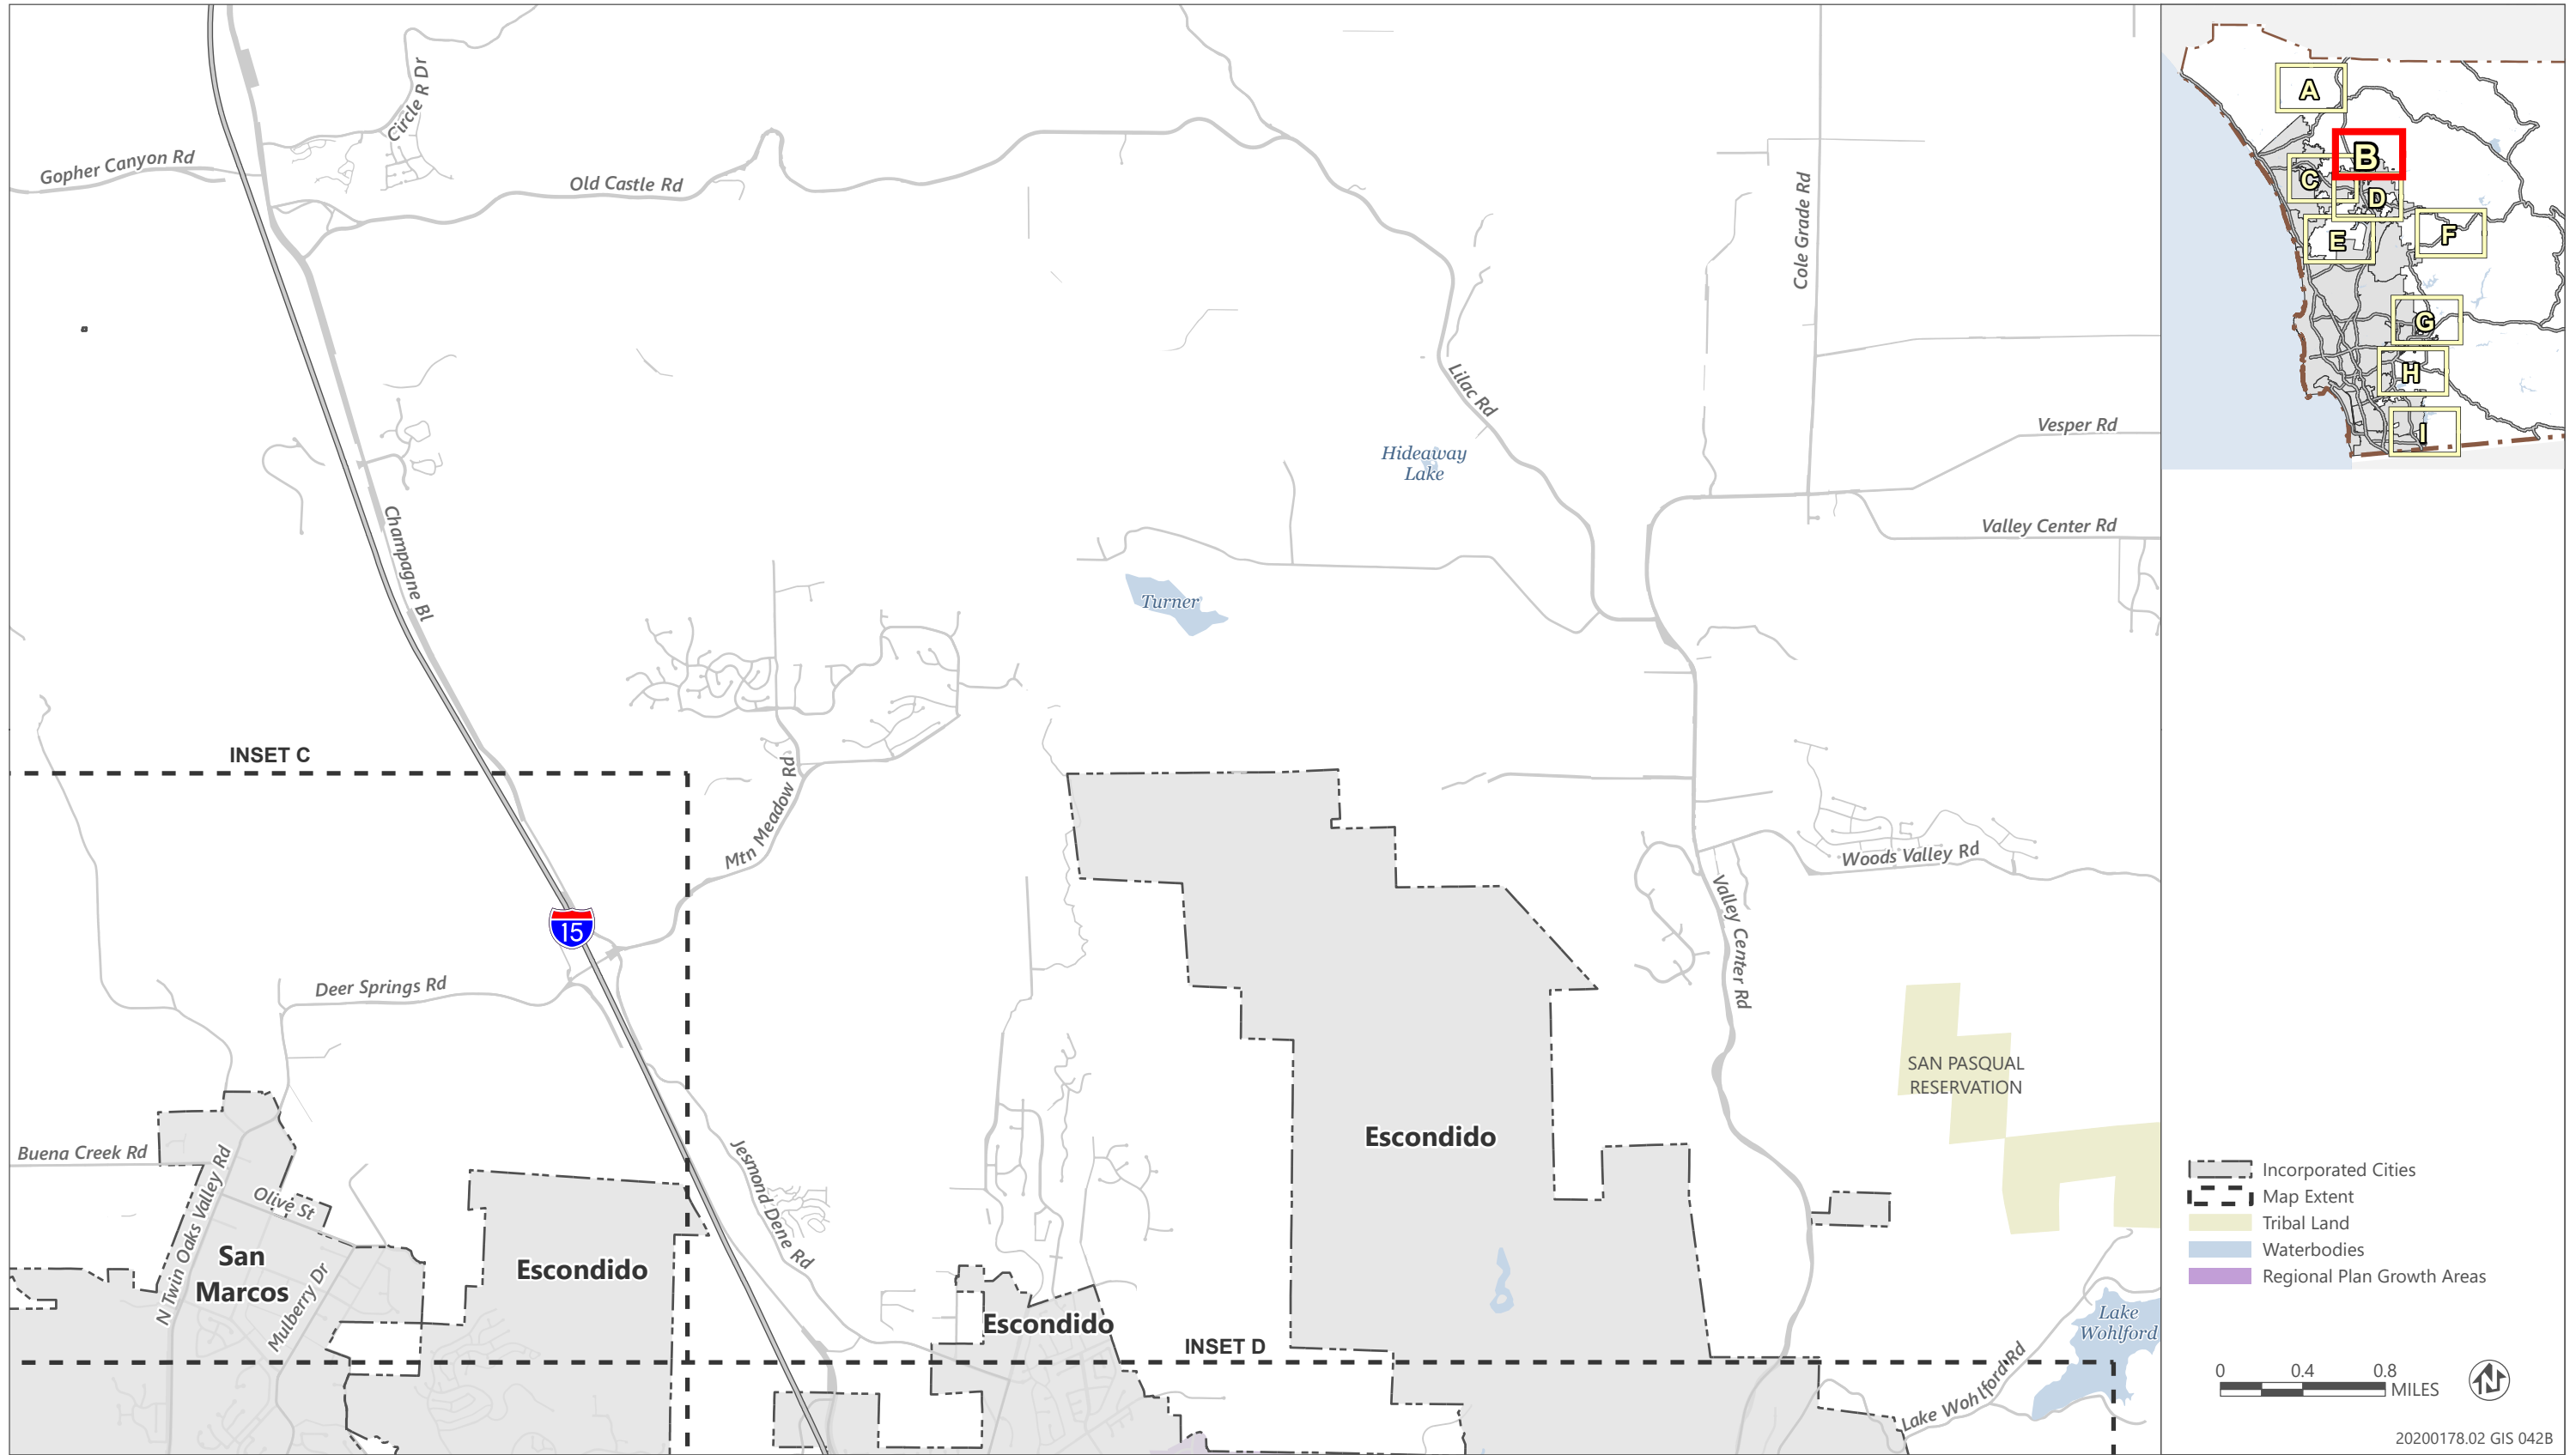 Circle R Dr
Gopher Canyon Rd
Old Castle Rd
Cole Grade Rd
Lilac Rd
Vesper Rd
Hideaway
Lake
Valley Center Rd
Champagne Bl
Turner
INSET C
Mtn Meadow Rd
Woods Valley Rd
Valley Center Rd
15
Deer Springs Rd
SAN PASQUAL
RESERVATION
Buena Creek Rd
N Twin Oaks Valley Rd
Olive St
Jesmond Dene Rd
Escondido
San
Marcos
Escondido
Mulberry Dr
Escondido
INSET D
Lake
Wohlford
Lake Wohlford Rd
A
B
C
D
E
F
G
H
I
Incorporated Cities
Map Extent
Tribal Land
Waterbodies
Regional Plan Growth Areas
0 0.4 0.8
MILES
N
20200178.02 GIS 042B